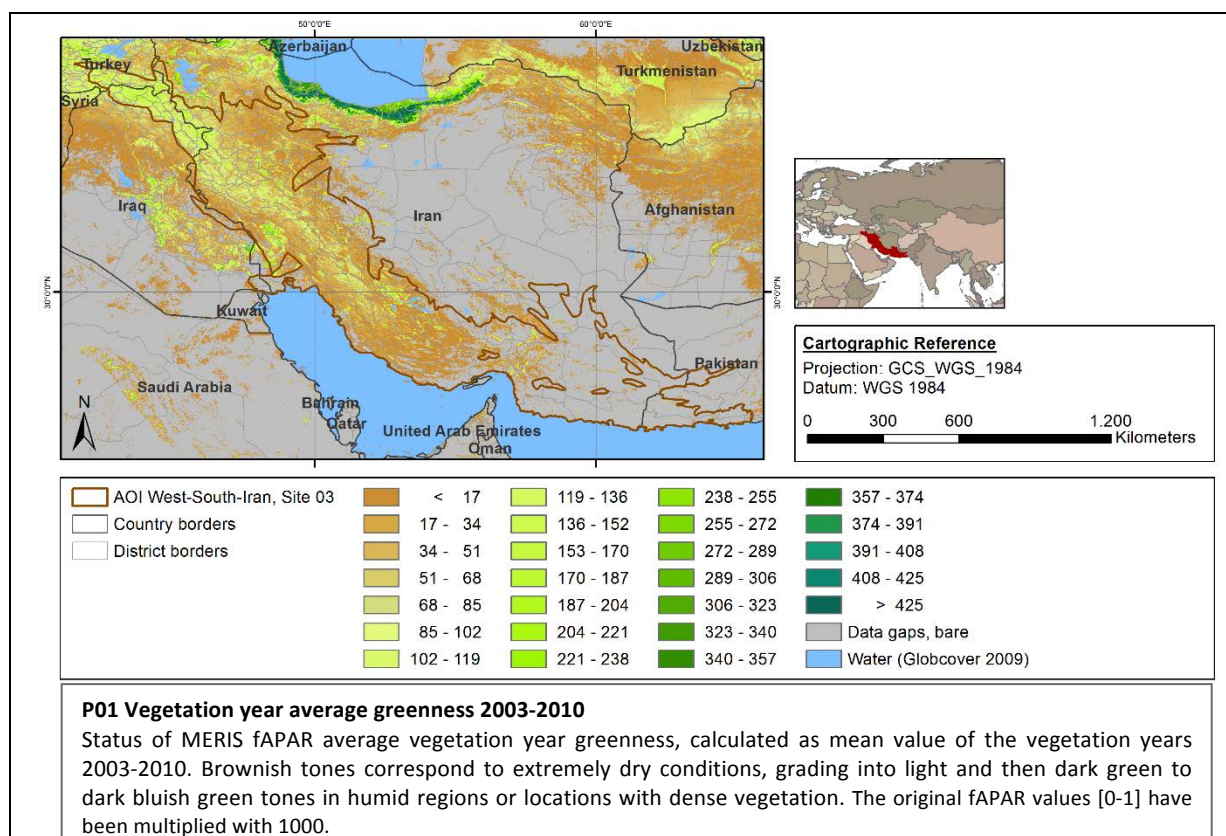 50°0'0"E
60°0'0"E
Azerbaijan
Uzbekistan
Turkey
Turkmenistan
Syria
Iraq
Iran
Afghanistan
30°0'0"N
30°0'0"N
Kuwait
Pakistan
Saudi Arabia
N
Bahrain
Qatar
United Arab Emirates
Oman
Cartographic Reference
Projection: GCS_WGS_1984
Datum: WGS 1984
0 300 600 1.200
Kilometers
AOI West-South-Iran, Site 03
Country borders
District borders
< 17
17 - 34
34 - 51
51 - 68
68 - 85
85 - 102
102 - 119
119 - 136
136 - 152
153 - 170
170 - 187
187 - 204
204 - 221
221 - 238
238 - 255
255 - 272
272 - 289
289 - 306
306 - 323
323 - 340
340 - 357
357 - 374
374 - 391
391 - 408
408 - 425
> 425
Data gaps, bare
Water (Globcover 2009)
P01 Vegetation year average greenness 2003-2010
Status of MERIS fAPAR average vegetation year greenness, calculated as mean value of the vegetation years
2003-2010. Brownish tones correspond to extremely dry conditions, grading into light and then dark green to
dark bluish green tones in humid regions or locations with dense vegetation. The original fAPAR values [0-1] have
been multiplied with 1000.